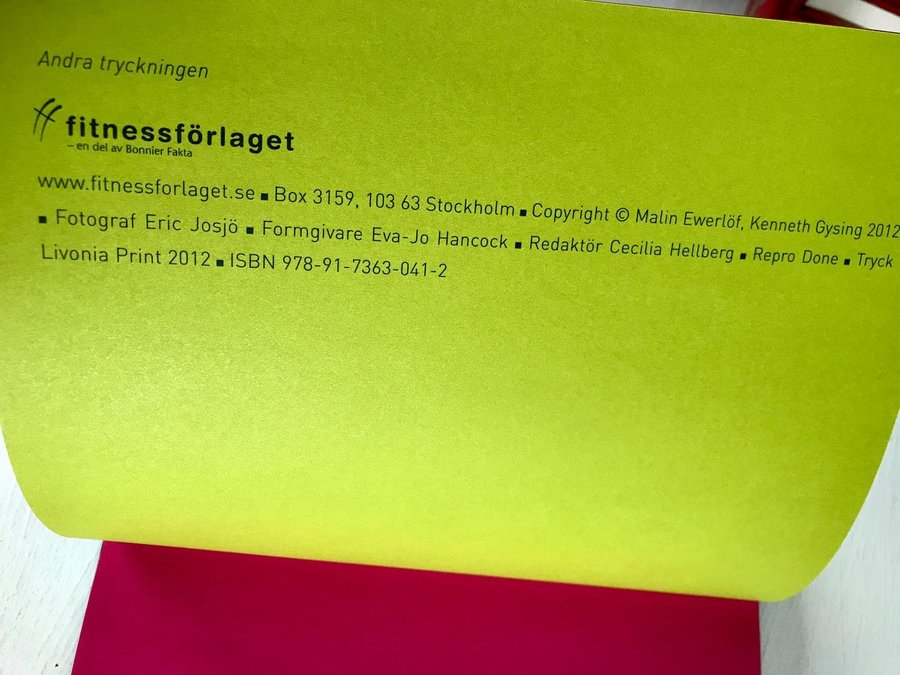 Andra tryckningen
fitnessförlaget
– en del av Bonnier Fakta
www.fitnessforlaget.se ▪ Box 3159, 103 63 Stockholm ▪ Copyright © Malin Ewerlöf, Kenneth Gysing 2012
▪ Fotograf Eric Josjö ▪ Formgivare Eva-Jo Hancock ▪ Redaktör Cecilia Hellberg ▪ Repro Done ▪ Tryck
Livonia Print 2012 ▪ ISBN 978-91-7363-041-2